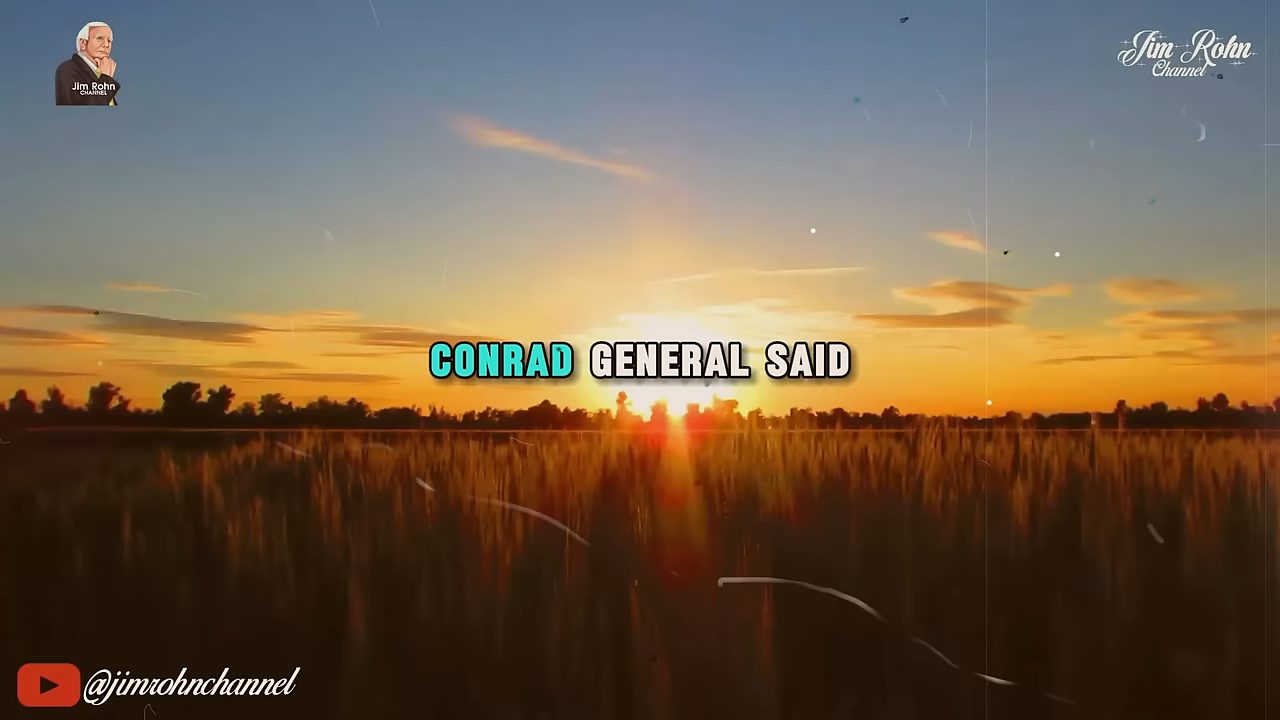 Jim Rohn
CHANNEL
Jim Rohn
Channel
CONRAD GENERAL SAID
@jimrohnchannel